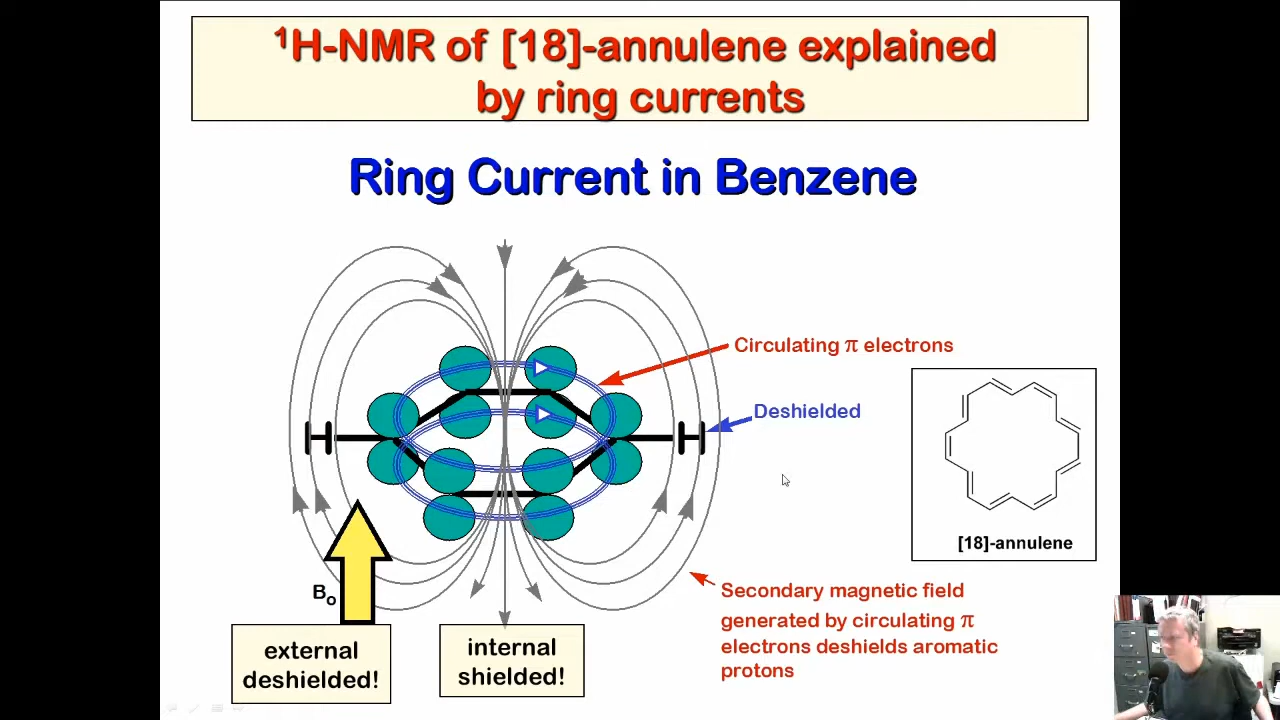 ¹H-NMR of [18]-annulene explained
by ring currents
Ring Current in Benzene
Circulating π electrons
Deshielded
H
H
[18]-annulene
Bo
Secondary magnetic field
generated by circulating π
electrons deshields aromatic
protons
external
deshielded!
internal
shielded!